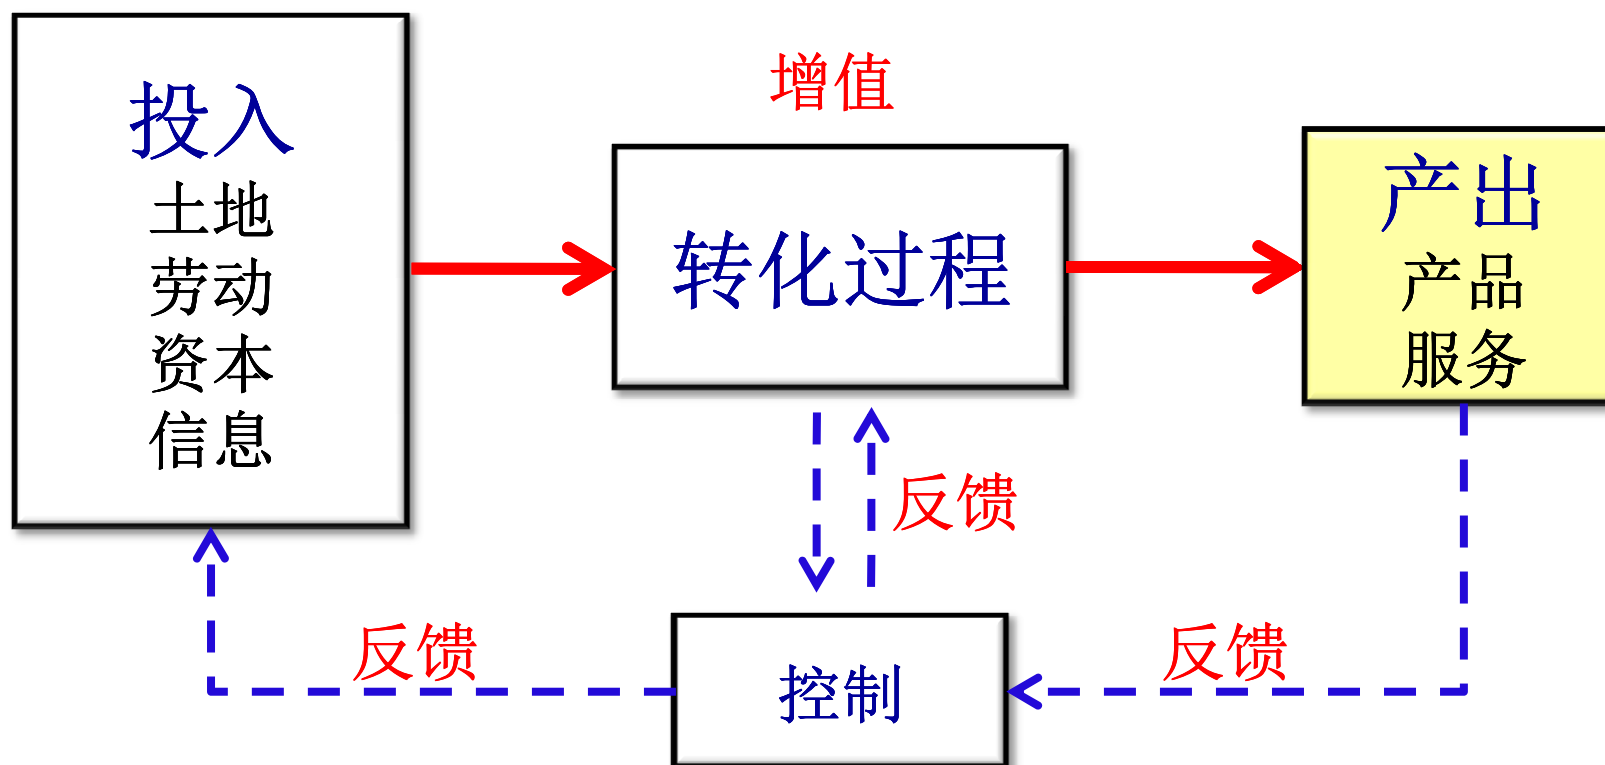 投入
土地
劳动
资本
信息
增值
转化过程
产出
产品
服务
反馈
反馈
反馈
控制